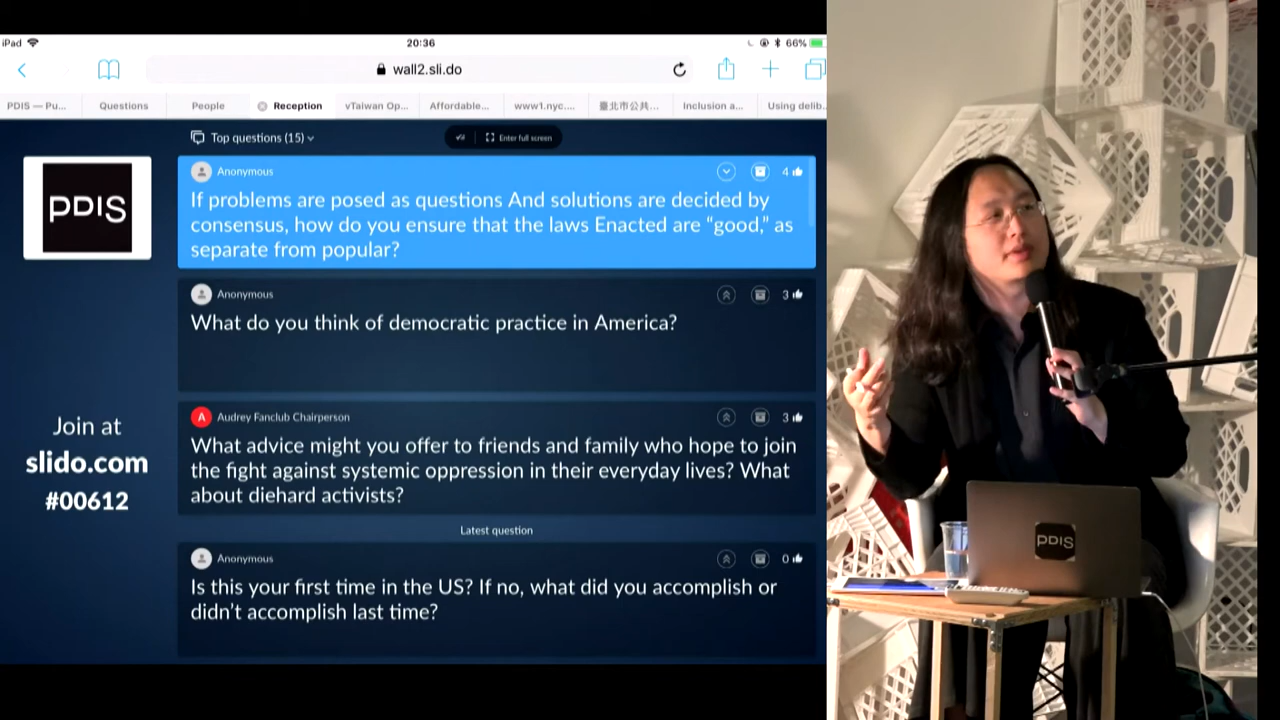 iPad
20:36
66%
wall2.sli.do
PDIS — Pu...
Questions
People
Reception
vTaiwan Op...
Affordable...
www1.nyc....
臺北市公共...
Inclusion a...
Using delib...
Top questions (15)
Enter full screen
PDIS
Join at
slido.com
#00612
Anonymous
4
If problems are posed as questions And solutions are decided by
consensus, how do you ensure that the laws Enacted are “good,” as
separate from popular?
Anonymous
3
What do you think of democratic practice in America?
A
Audrey Fanclub Chairperson
3
What advice might you offer to friends and family who hope to join
the fight against systemic oppression in their everyday lives? What
about diehard activists?
Latest question
Anonymous
0
Is this your first time in the US? If no, what did you accomplish or
didn’t accomplish last time?
PDIS